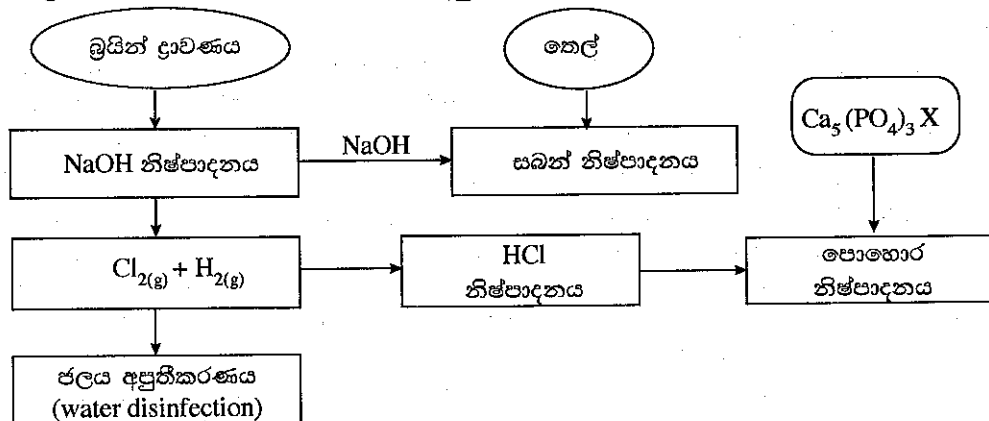 බ්‍රයින් ද්‍රාවණය
තෙල්
Ca₅(PO₄)₃X
NaOH නිෂ්පාදනය
NaOH
සබන් නිෂ්පාදනය
Cl₂(g) + H₂(g)
HCl
නිෂ්පාදනය
පොහොර
නිෂ්පාදනය
ජලය අපූතීකරණය
(water disinfection)